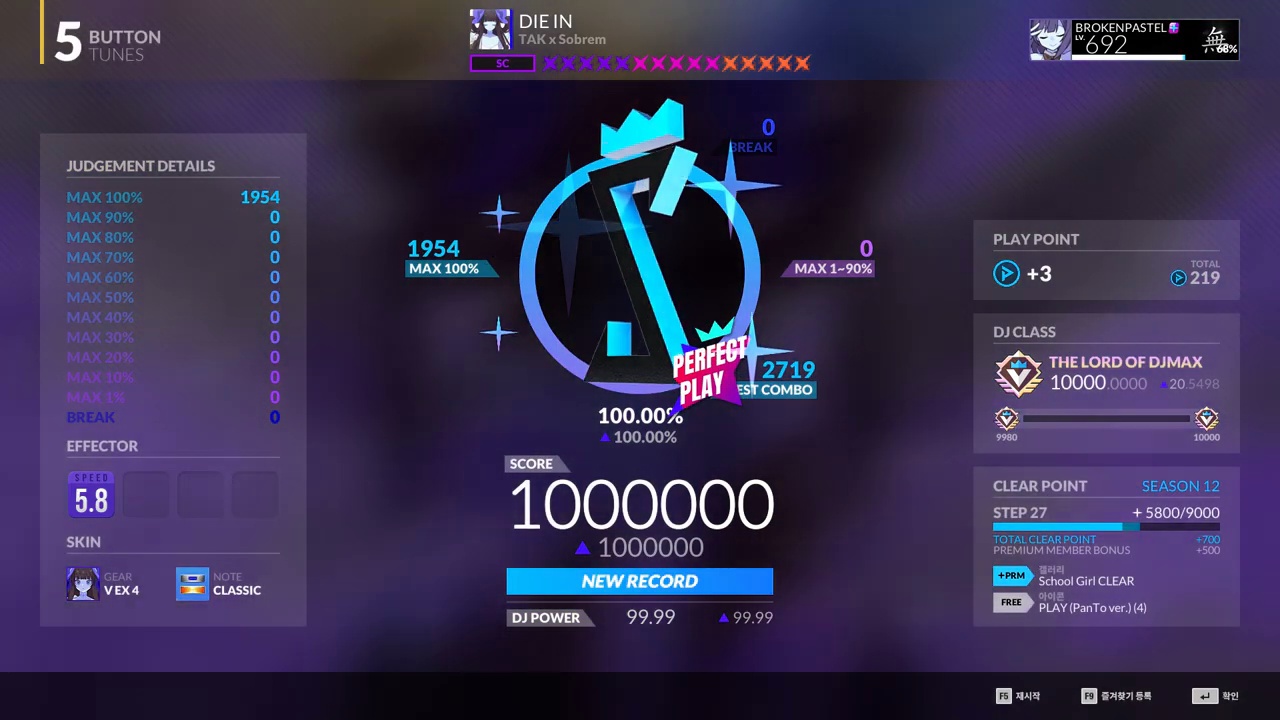 5 BUTTON
TUNES
DIE IN
TAK x Sobrem
SC
BROKENPASTEL
LV. 692
無
68%
JUDGEMENT DETAILS
MAX 100% 1954
MAX 90% 0
MAX 80% 0
MAX 70% 0
MAX 60% 0
MAX 50% 0
MAX 40% 0
MAX 30% 0
MAX 20% 0
MAX 10% 0
MAX 1% 0
BREAK 0
EFFECTOR
SPEED
5.8
SKIN
GEAR
V EX 4
NOTE
CLASSIC
0
BREAK
1954
MAX 100%
0
MAX 1~90%
PERFECT
PLAY
2719
EST COMBO
100.00%
▲ 100.00%
SCORE
1000000
▲ 1000000
NEW RECORD
DJ POWER 99.99 ▲ 99.99
PLAY POINT
+3
TOTAL
219
DJ CLASS
THE LORD OF DJMAX
10000.0000 ▲20.5498
9980 10000
CLEAR POINT SEASON 12
STEP 27 + 5800/9000
TOTAL CLEAR POINT +700
PREMIUM MEMBER BONUS +500
+PRM 갤러리
School Girl CLEAR
FREE 아이콘
PLAY (PanTo ver.) (4)
F5 재시작 F9 즐겨찾기 등록 확인